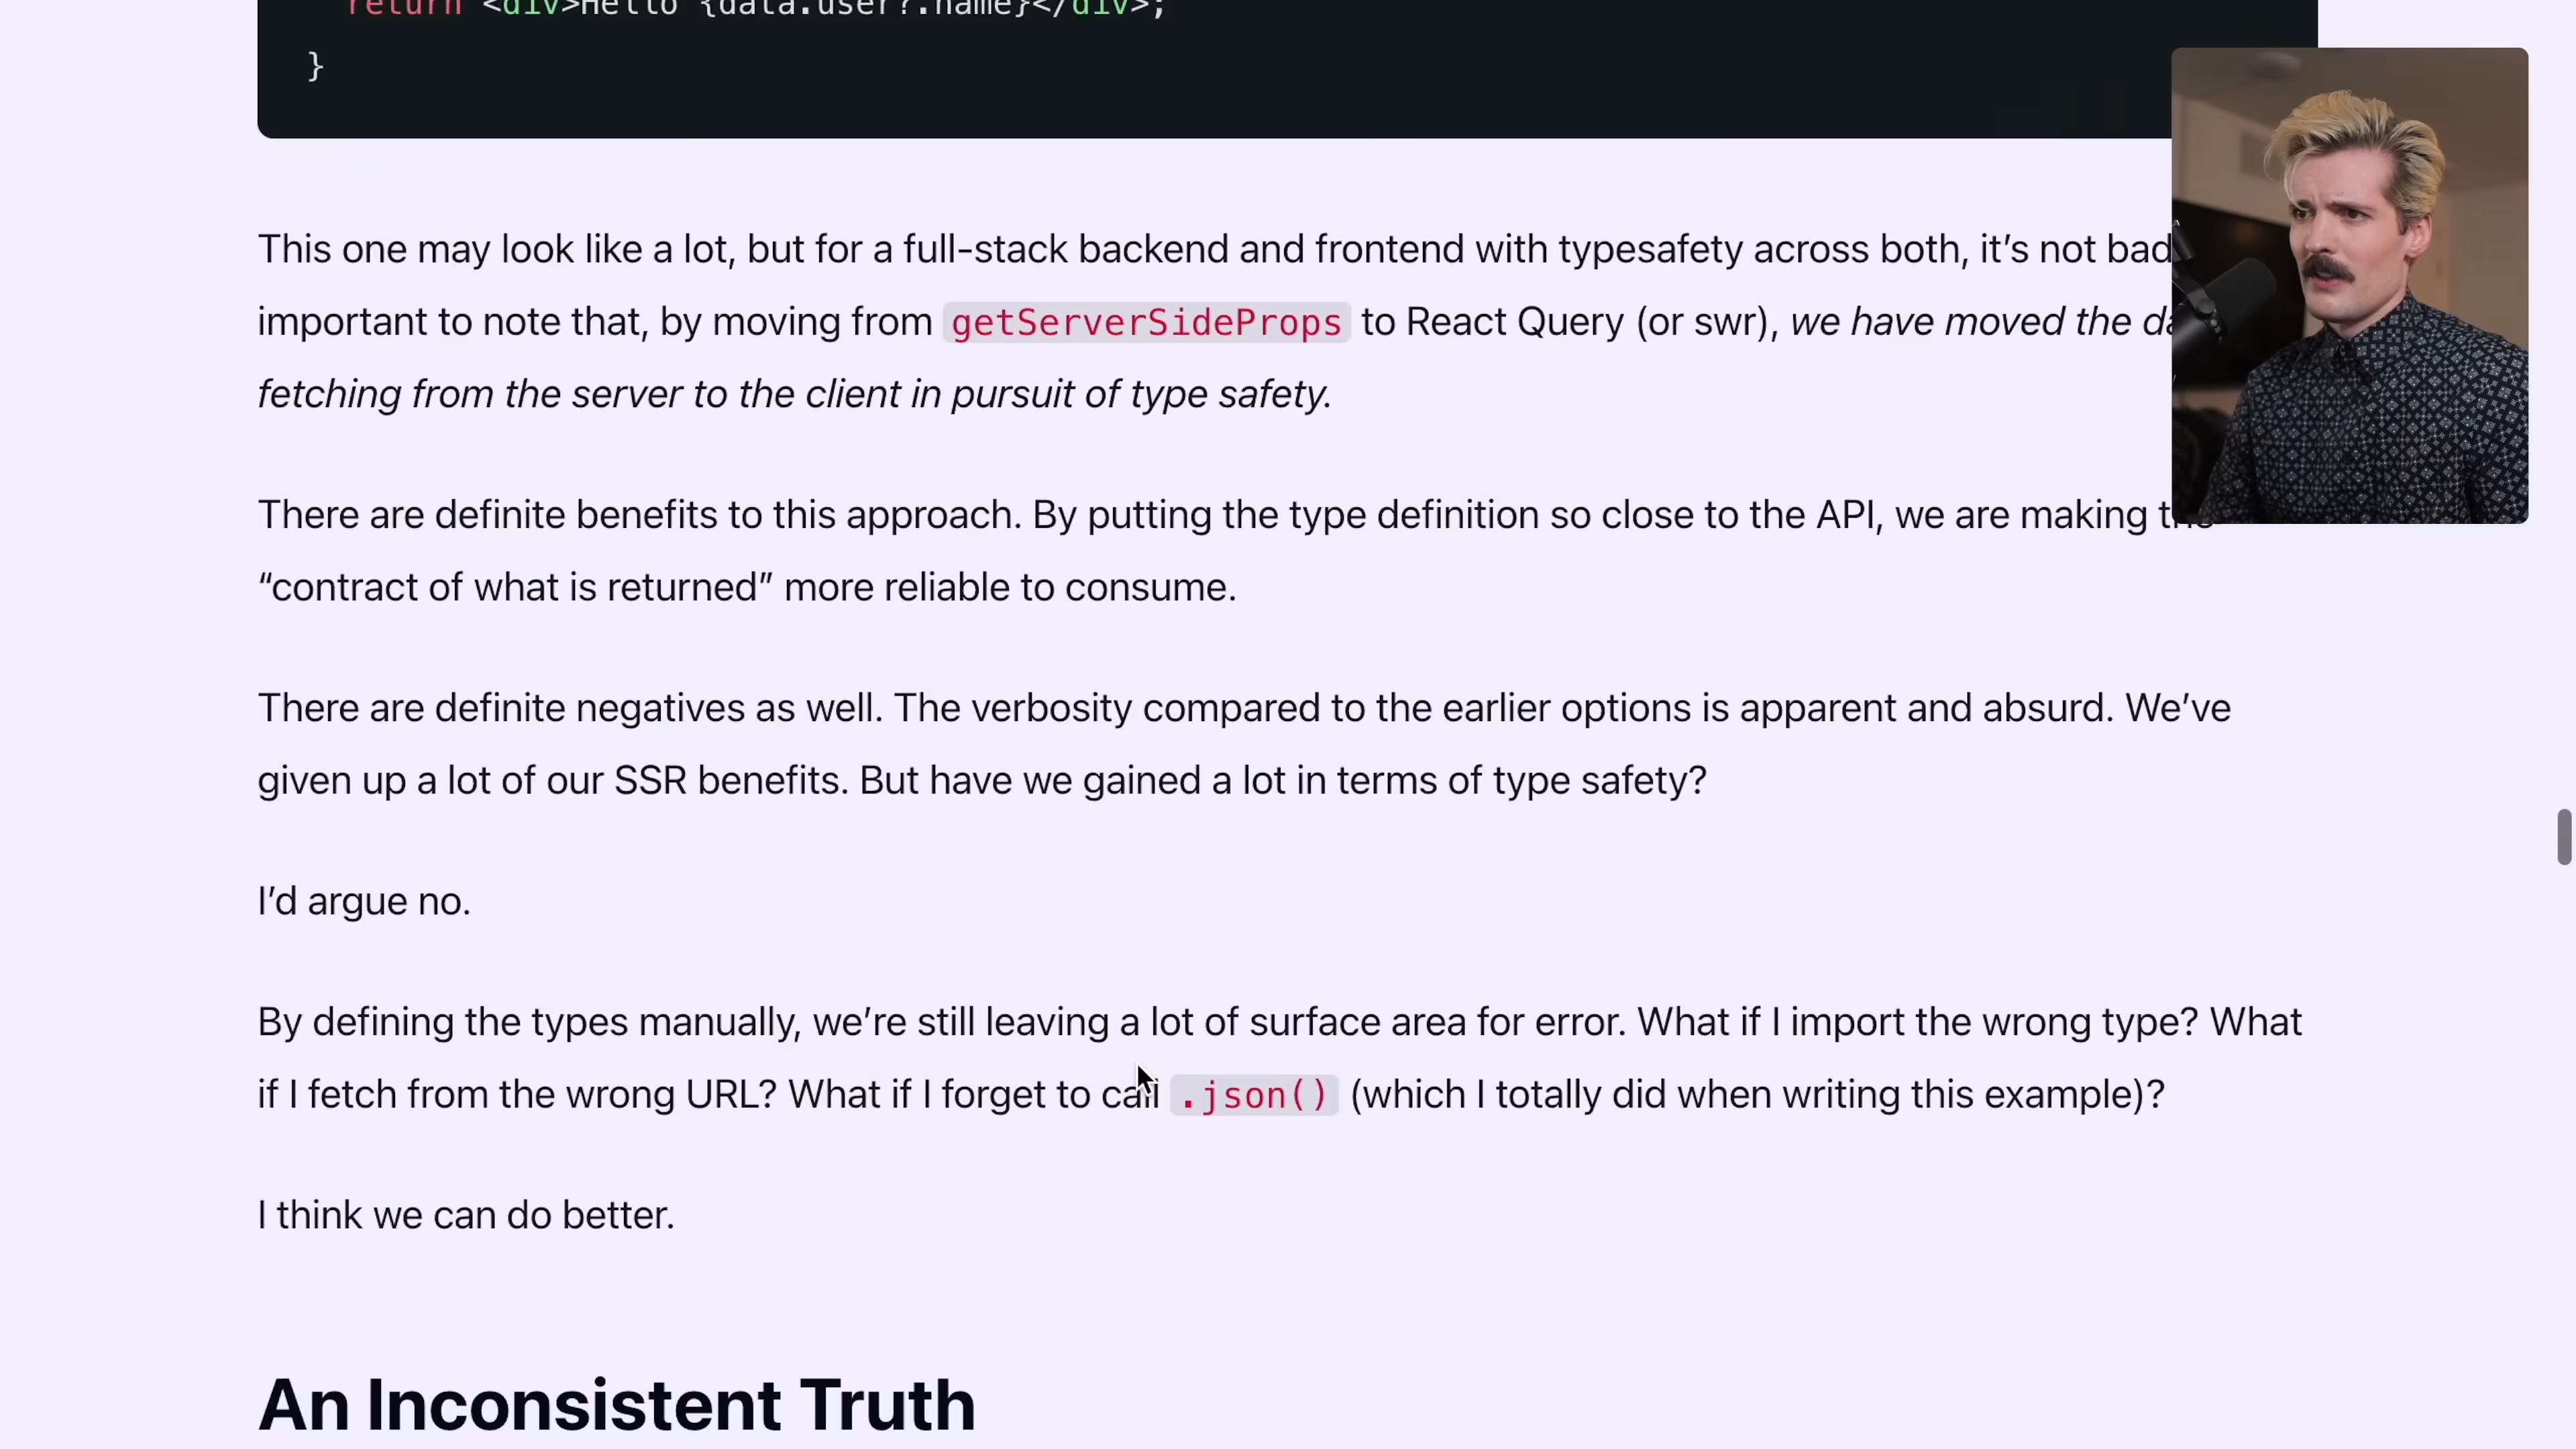 return <div>Hello {data.user?.name}</div>;
}
This one may look like a lot, but for a full-stack backend and frontend with typesafety across both, it’s not bad
important to note that, by moving from getServerSideProps to React Query (or swr), we have moved the
fetching from the server to the client in pursuit of type safety.
There are definite benefits to this approach. By putting the type definition so close to the API, we are making the
“contract of what is returned” more reliable to consume.
There are definite negatives as well. The verbosity compared to the earlier options is apparent and absurd. We’ve
given up a lot of our SSR benefits. But have we gained a lot in terms of type safety?
I’d argue no.
By defining the types manually, we’re still leaving a lot of surface area for error. What if I import the wrong type? What
if I fetch from the wrong URL? What if I forget to call .json() (which I totally did when writing this example)?
I think we can do better.
An Inconsistent Truth